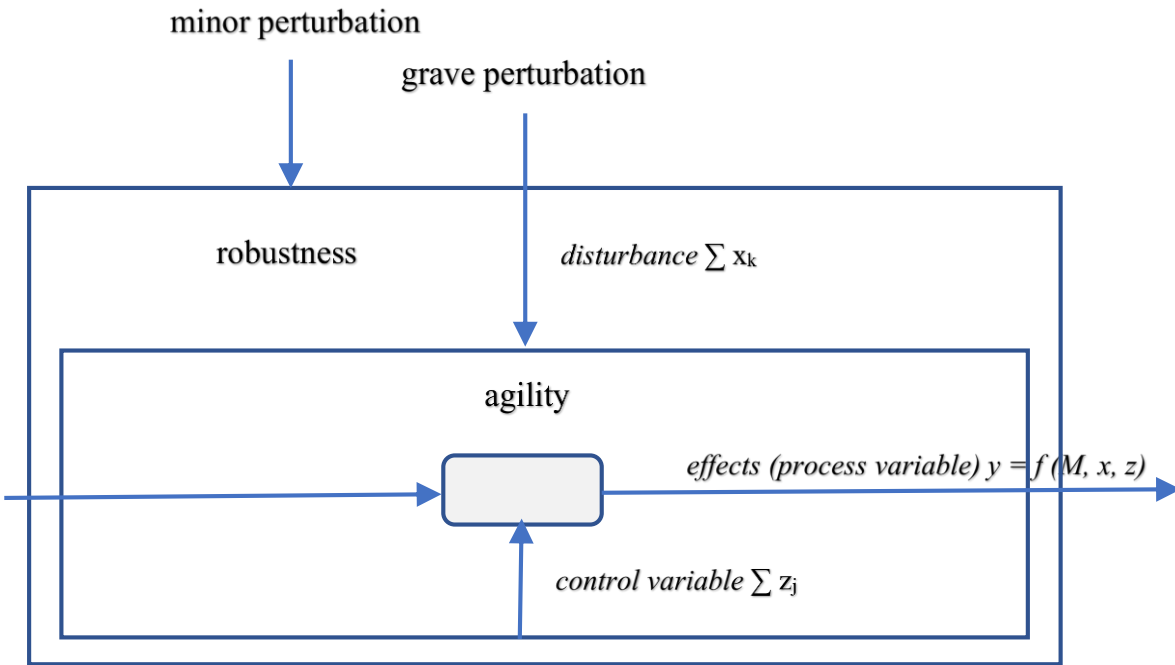 minor perturbation
grave perturbation
robustness
disturbance ∑ xₖ
agility
effects (process variable) y = f (M, x, z)
control variable ∑ zⱼ